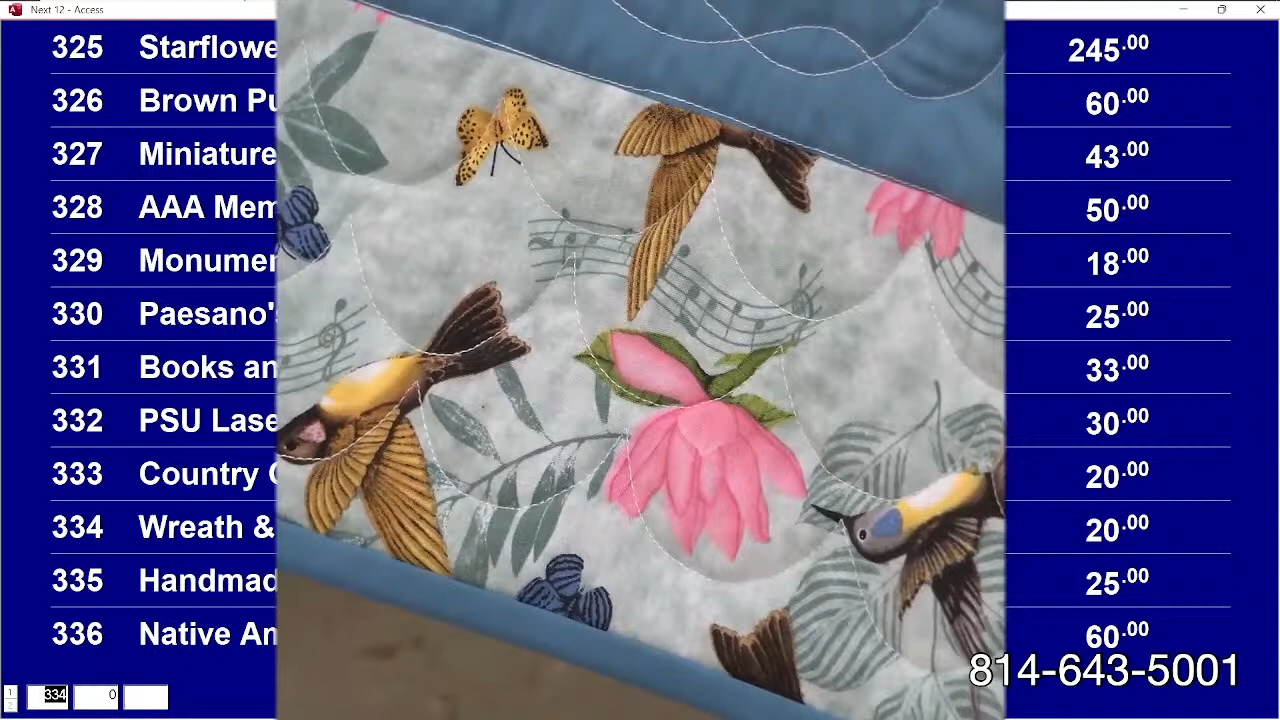 Next 12 - Access
325 Starflowe 245.00
326 Brown Pu 60.00
327 Miniature 43.00
328 AAA Mem 50.00
329 Monumen 18.00
330 Paesano' 25.00
331 Books an 33.00
332 PSU Lase 30.00
333 Country 20.00
334 Wreath & 20.00
335 Handmad 25.00
336 Native Am 60.00
814-643-5001
1 334 0
2